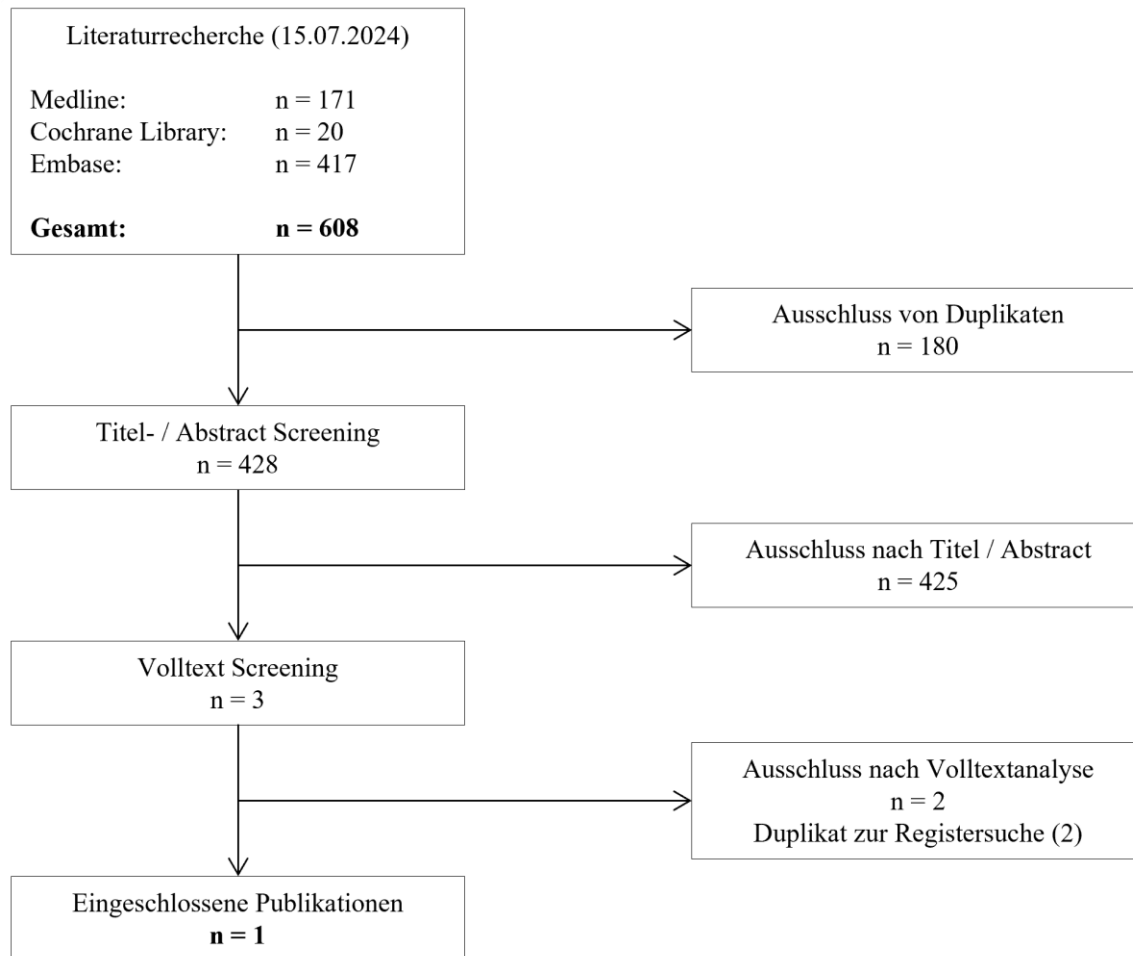 Literaturrecherche (15.07.2024)
Medline: n = 171
Cochrane Library: n = 20
Embase: n = 417
Gesamt: n = 608
Ausschluss von Duplikaten
n = 180
Titel- / Abstract Screening
n = 428
Ausschluss nach Titel / Abstract
n = 425
Volltext Screening
n = 3
Ausschluss nach Volltextanalyse
n = 2
Duplikat zur Registersuche (2)
Eingeschlossene Publikationen
n = 1